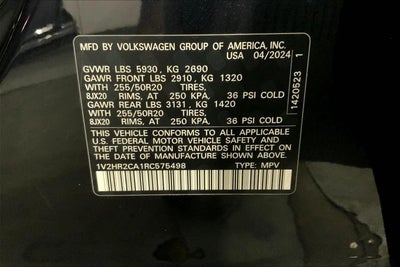 MFD BY VOLKSWAGEN GROUP OF AMERICA, INC.
USA 04/2024
GVWR LBS 5930, KG 2690
GAWR FRONT LBS 2910, KG 1320
WITH 255/50R20 TIRES,
8JX20 RIMS, AT 250 KPA, 36 PSI COLD
GAWR REAR LBS 3131, KG 1420
WITH 255/50R20 TIRES,
8JX20 RIMS, AT 250 KPA, 36 PSI COLD
THIS VEHICLE CONFORMS TO ALL APPLICABLE
U.S. FEDERAL MOTOR VEHICLE SAFETY AND
THEFT PREVENTION STANDARDS IN EFFECT ON
THE DATE OF MANUFACTURE SHOWN ABOVE.
1V2HR2CA1RC575498 TYPE: MPV
1420523 1